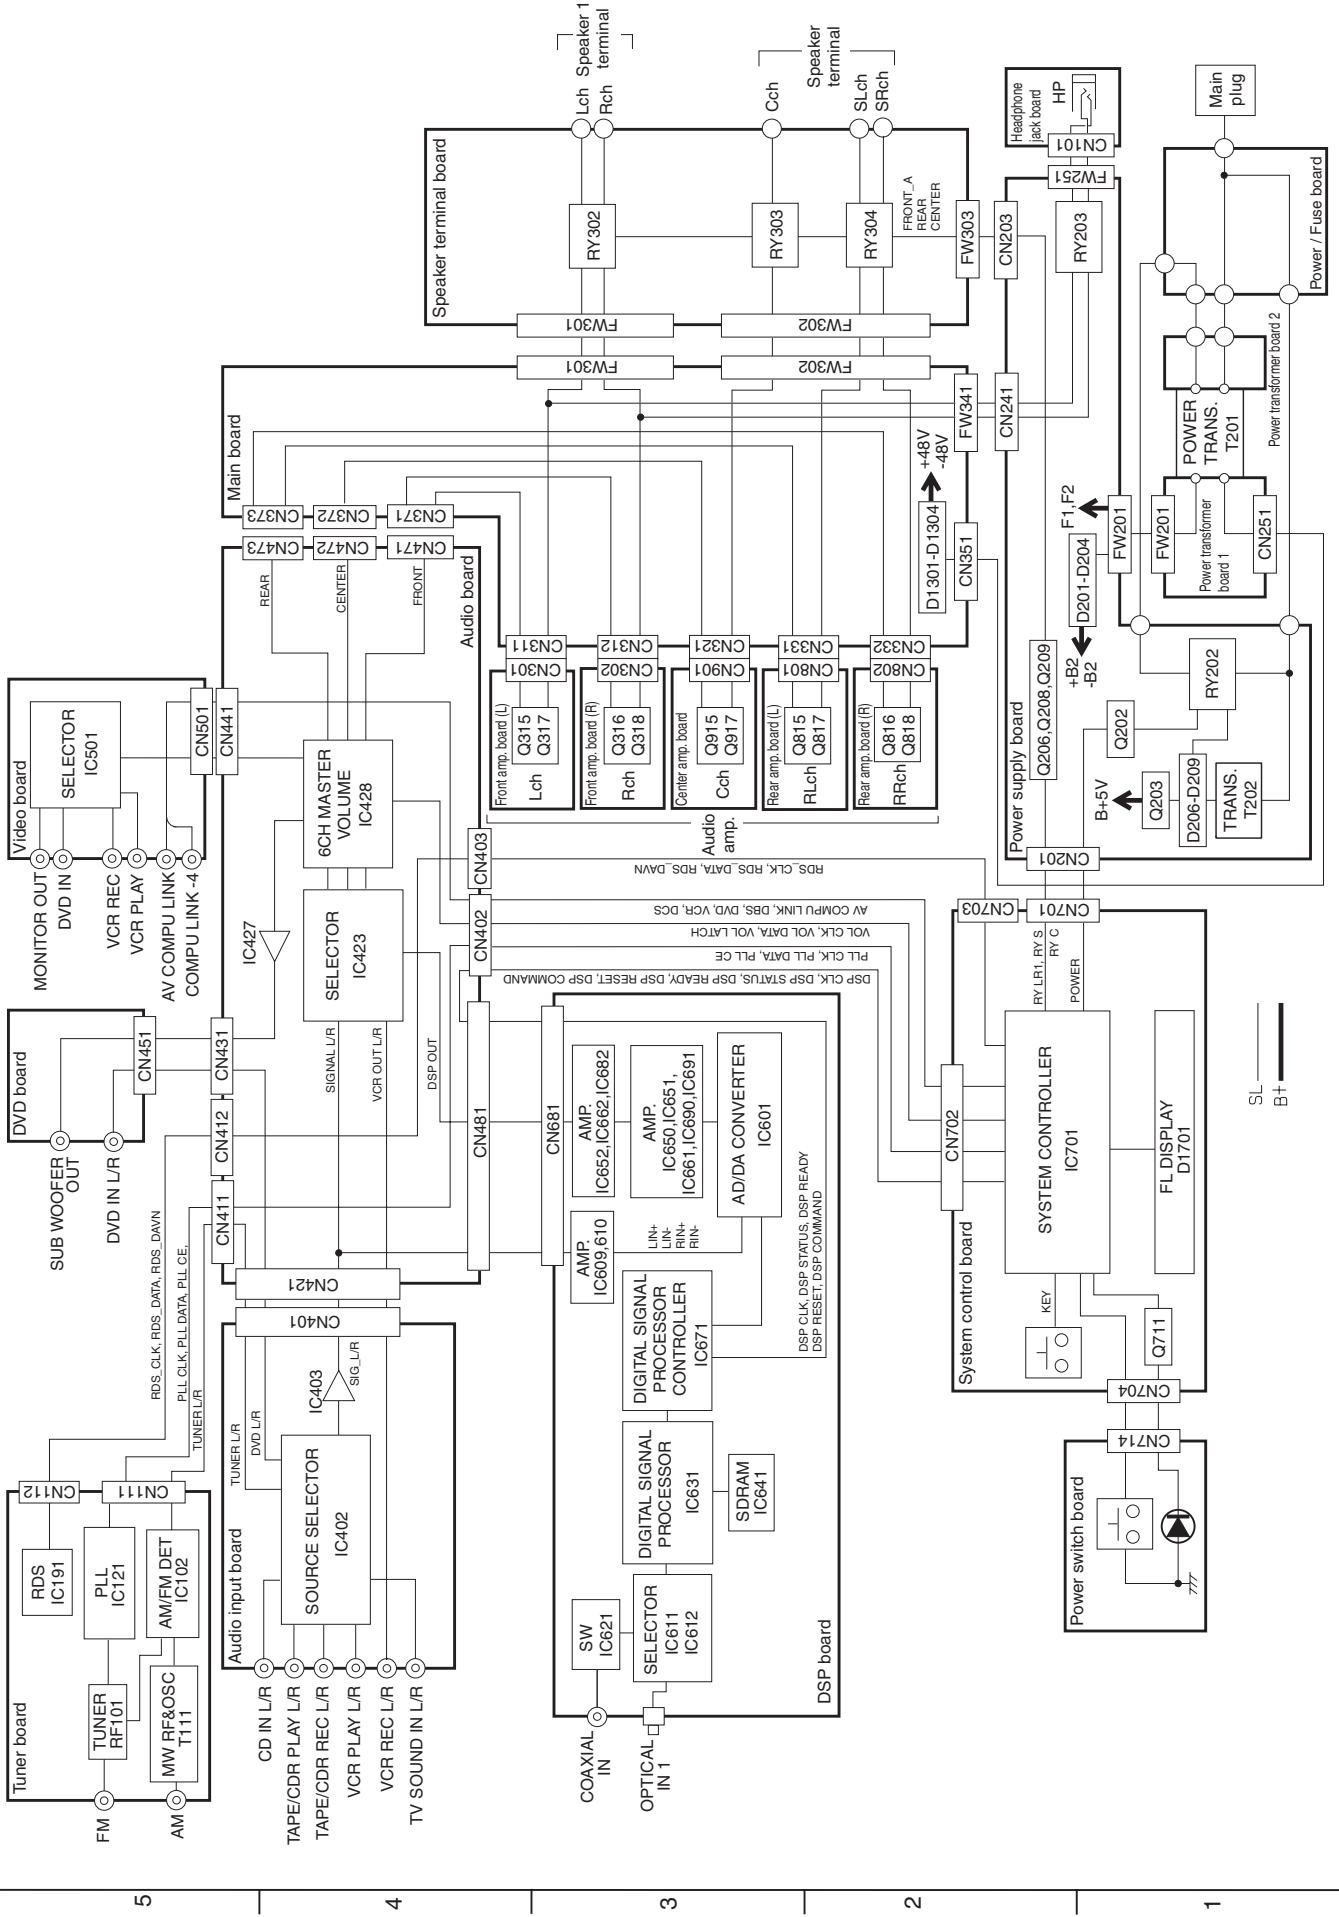 Tuner board
FM
AM
TUNER
RF101
MW RF&OSC
T111
RDS
IC191
PLL
IC121
AM/FM DET
IC102
CN112
CN111
RDS_CLK, RDS_DATA, RDS_DAVN
PLL CLK, PLL DATA, PLL CE,
TUNER L/R
DVD board
SUB WOOFER
OUT
DVD IN L/R
CN451
Video board
MONITOR OUT
DVD IN
VCR REC
VCR PLAY
AV COMPU LINK
COMPU LINK -4
SELECTOR
IC501
CN501
Audio input board
CD IN L/R
TAPE/CDR PLAY L/R
TAPE/CDR REC L/R
VCR PLAY L/R
VCR REC L/R
TV SOUND IN L/R
SOURCE SELECTOR
IC402
TUNER L/R
DVD L/R
IC403
SIG_L/R
CN401
CN421
CN411
CN412
CN431
CN441
Audio board
IC427
SIGNAL L/R
VCR OUT L/R
DSP OUT
SELECTOR
IC423
6CH MASTER
VOLUME
IC428
REAR
CENTER
FRONT
CN473
CN472
CN471
CN481
CN402
CN403
Main board
CN373
CN372
CN371
FW301
FW302
FW341
CN351
D1301-D1304
+48V
-48V
CN311
CN312
CN321
CN331
CN332
CN301
CN302
CN901
CN801
CN802
Front amp. board (L)
Q315
Q317
Lch
Front amp. board (R)
Q316
Q318
Rch
Center amp. board
Q915
Q917
Cch
Rear amp. board (L)
Q815
Q817
RLch
Rear amp. board (R)
Q816
Q818
RRch
Audio
amp.
Speaker terminal board
FW301
FW302
RY302
RY303
RY304
FRONT_A
REAR
CENTER
FW303
Lch
Rch
Speaker 1
terminal
Cch
SLch
SRch
Speaker
terminal
DSP board
COAXIAL
IN
OPTICAL
IN 1
SW
IC621
SELECTOR
IC611
IC612
DIGITAL SIGNAL
PROCESSOR
IC631
SDRAM
IC641
DIGITAL SIGNAL
PROCESSOR
CONTROLLER
IC671
AMP.
IC609,610
LIN+
LIN-
RIN+
RIN-
AD/DA CONVERTER
IC601
AMP.
IC650,IC651,
IC661,IC690,IC691
AMP.
IC652,IC662,IC682
CN681
DSP CLK, DSP STATUS, DSP READY
DSP RESET, DSP COMMAND
RDS_CLK, RDS_DATA, RDS_DAVN
AV COMPU LINK, DBS, DVD, VCR, DCS
VOL CLK, VOL DATA, VOL LATCH
PLL CLK, PLL DATA, PLL CE
DSP CLK, DSP STATUS, DSP READY, DSP RESET, DSP COMMAND
System control board
CN702
CN703
CN701
RY LR1, RY S
RY C
POWER
SYSTEM CONTROLLER
IC701
FL DISPLAY
D1701
KEY
Q711
CN704
CN714
Power switch board
Power supply board
CN201
CN203
CN241
Q206,Q208,Q209
Q202
RY202
B+5V
Q203
D206-D209
TRANS.
T202
D201-D204
+B2
-B2
F1,F2
FW201
RY203
FW251
Headphone
jack board
CN101
HP
FW201
Power transformer
board 1
CN251
POWER
TRANS.
T201
Power transformer board 2
Power / Fuse board
Main
plug
SL
B+
5
4
3
2
1